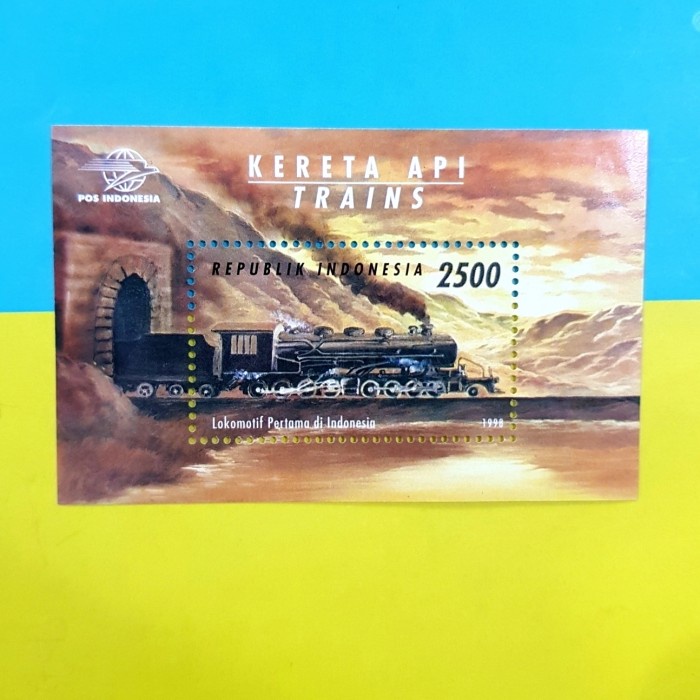 KERETA API
TRAINS
POS INDONESIA
REPUBLIK INDONESIA 2500
Lokomotif Pertama di Indonesia 1998